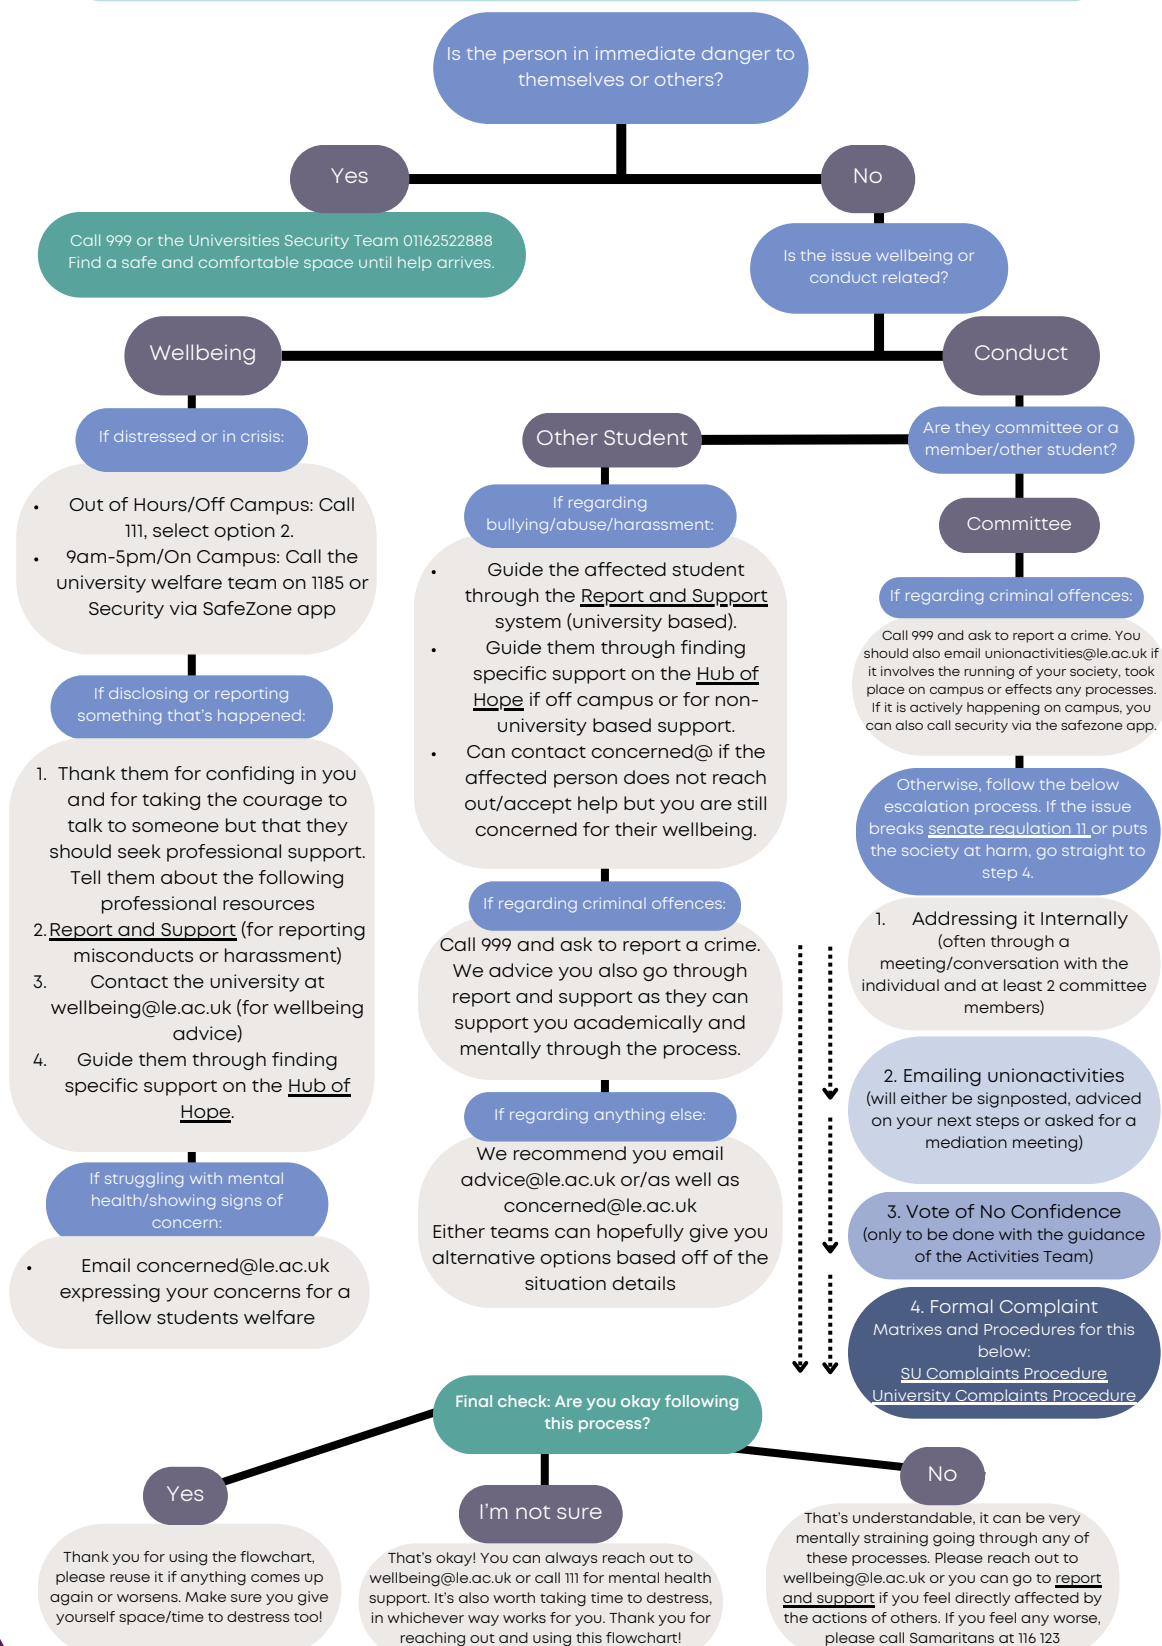 Is the person in immediate danger to
themselves or others?
Yes
No
Call 999 or the Universities Security Team 01162522888
Find a safe and comfortable space until help arrives.
Is the issue wellbeing or
conduct related?
Wellbeing
Conduct
If distressed or in crisis:
• Out of Hours/Off Campus: Call
111, select option 2.
• 9am-5pm/On Campus: Call the
university welfare team on 1185 or
Security via SafeZone app
If disclosing or reporting
something that's happened:
1. Thank them for confiding in you
and for taking the courage to
talk to someone but that they
should seek professional support.
Tell them about the following
professional resources
2. Report and Support (for reporting
misconducts or harassment)
3. Contact the university at
wellbeing@le.ac.uk (for wellbeing
advice)
4. Guide them through finding
specific support on the Hub of
Hope.
If struggling with mental
health/showing signs of
concern:
• Email concerned@le.ac.uk
expressing your concerns for a
fellow students welfare
Are they committee or a
member/other student?
Other Student
If regarding
bullying/abuse/harassment:
• Guide the affected student
through the Report and Support
system (university based).
• Guide them through finding
specific support on the Hub of
Hope if off campus or for non-
university based support.
• Can contact concerned@ if the
affected person does not reach
out/accept help but you are still
concerned for their wellbeing.
If regarding criminal offences:
Call 999 and ask to report a crime.
We advice you also go through
report and support as they can
support you academically and
mentally through the process.
If regarding anything else:
We recommend you email
advice@le.ac.uk or/as well as
concerned@le.ac.uk
Either teams can hopefully give you
alternative options based off of the
situation details
Committee
If regarding criminal offences:
Call 999 and ask to report a crime. You
should also email unionactivities@le.ac.uk if
it involves the running of your society, took
place on campus or effects any processes.
If it is actively happening on campus, you
can also call security via the safezone app.
Otherwise, follow the below
escalation process. If the issue
breaks senate regulation 11 or puts
the society at harm, go straight to
step 4.
1. Addressing it Internally
(often through a
meeting/conversation with the
individual and at least 2 committee
members)
2. Emailing unionactivities
(will either be signposted, adviced
on your next steps or asked for a
mediation meeting)
3. Vote of No Confidence
(only to be done with the guidance
of the Activities Team)
4. Formal Complaint
Matrixes and Procedures for this
below:
SU Complaints Procedure
University Complaints Procedure
Final check: Are you okay following
this process?
Yes
Thank you for using the flowchart,
please reuse it if anything comes up
again or worsens. Make sure you give
yourself space/time to destress too!
I'm not sure
That's okay! You can always reach out to
wellbeing@le.ac.uk or call 111 for mental health
support. It's also worth taking time to destress,
in whichever way works for you. Thank you for
reaching out and using this flowchart!
No
That's understandable, it can be very
mentally straining going through any of
these processes. Please reach out to
wellbeing@le.ac.uk or you can go to report
and support if you feel directly affected by
the actions of others. If you feel any worse,
please call Samaritans at 116 123